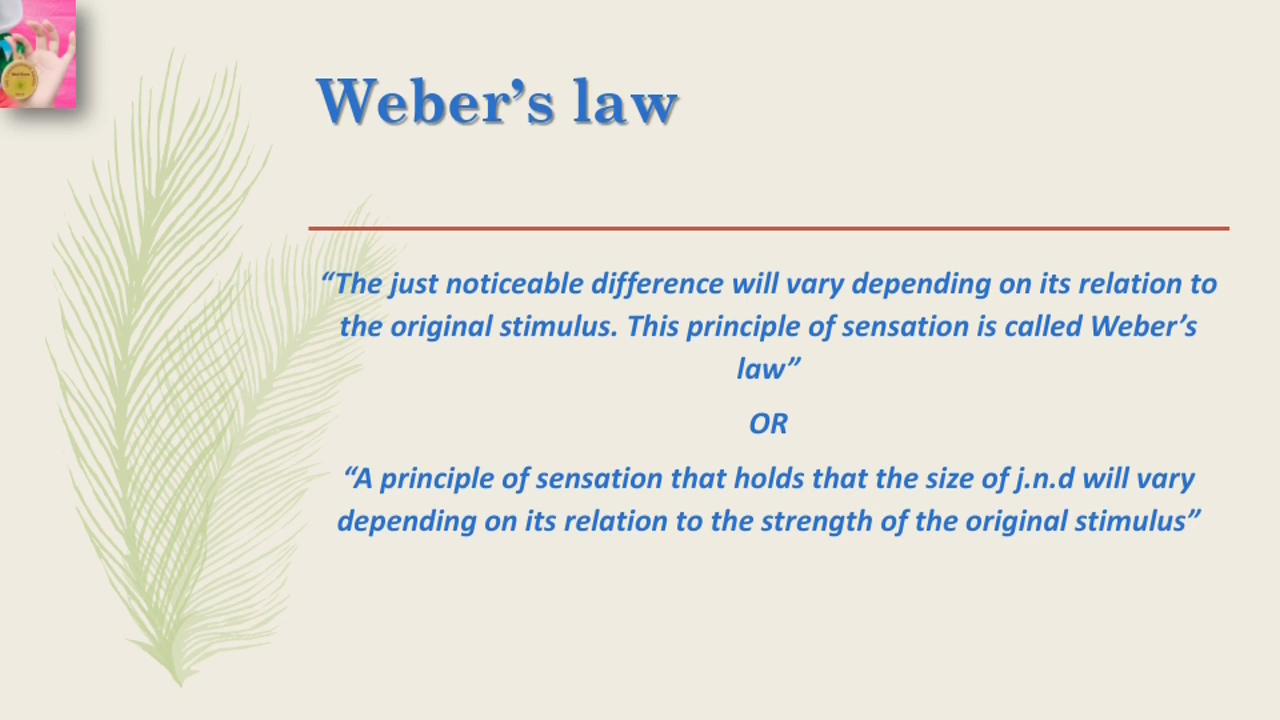 Weber’s law
“The just noticeable difference will vary depending on its relation to
the original stimulus. This principle of sensation is called Weber’s
law”
OR
“A principle of sensation that holds that the size of j.n.d will vary
depending on its relation to the strength of the original stimulus”